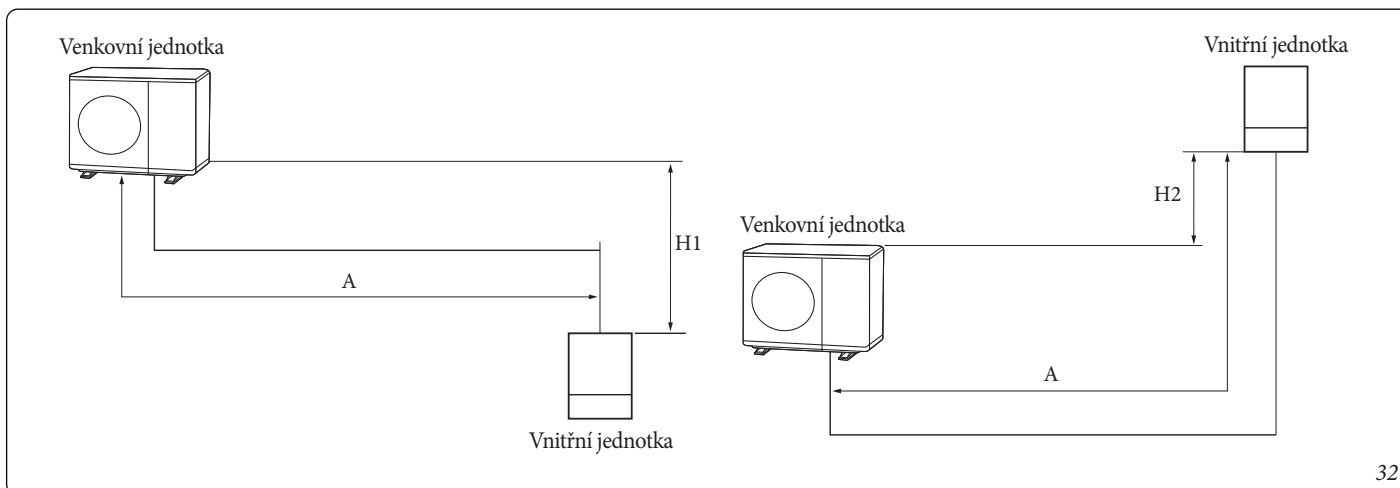 Venkovní jednotka
H1
A
Vnitřní jednotka
Vnitřní jednotka
H2
Venkovní jednotka
A
32